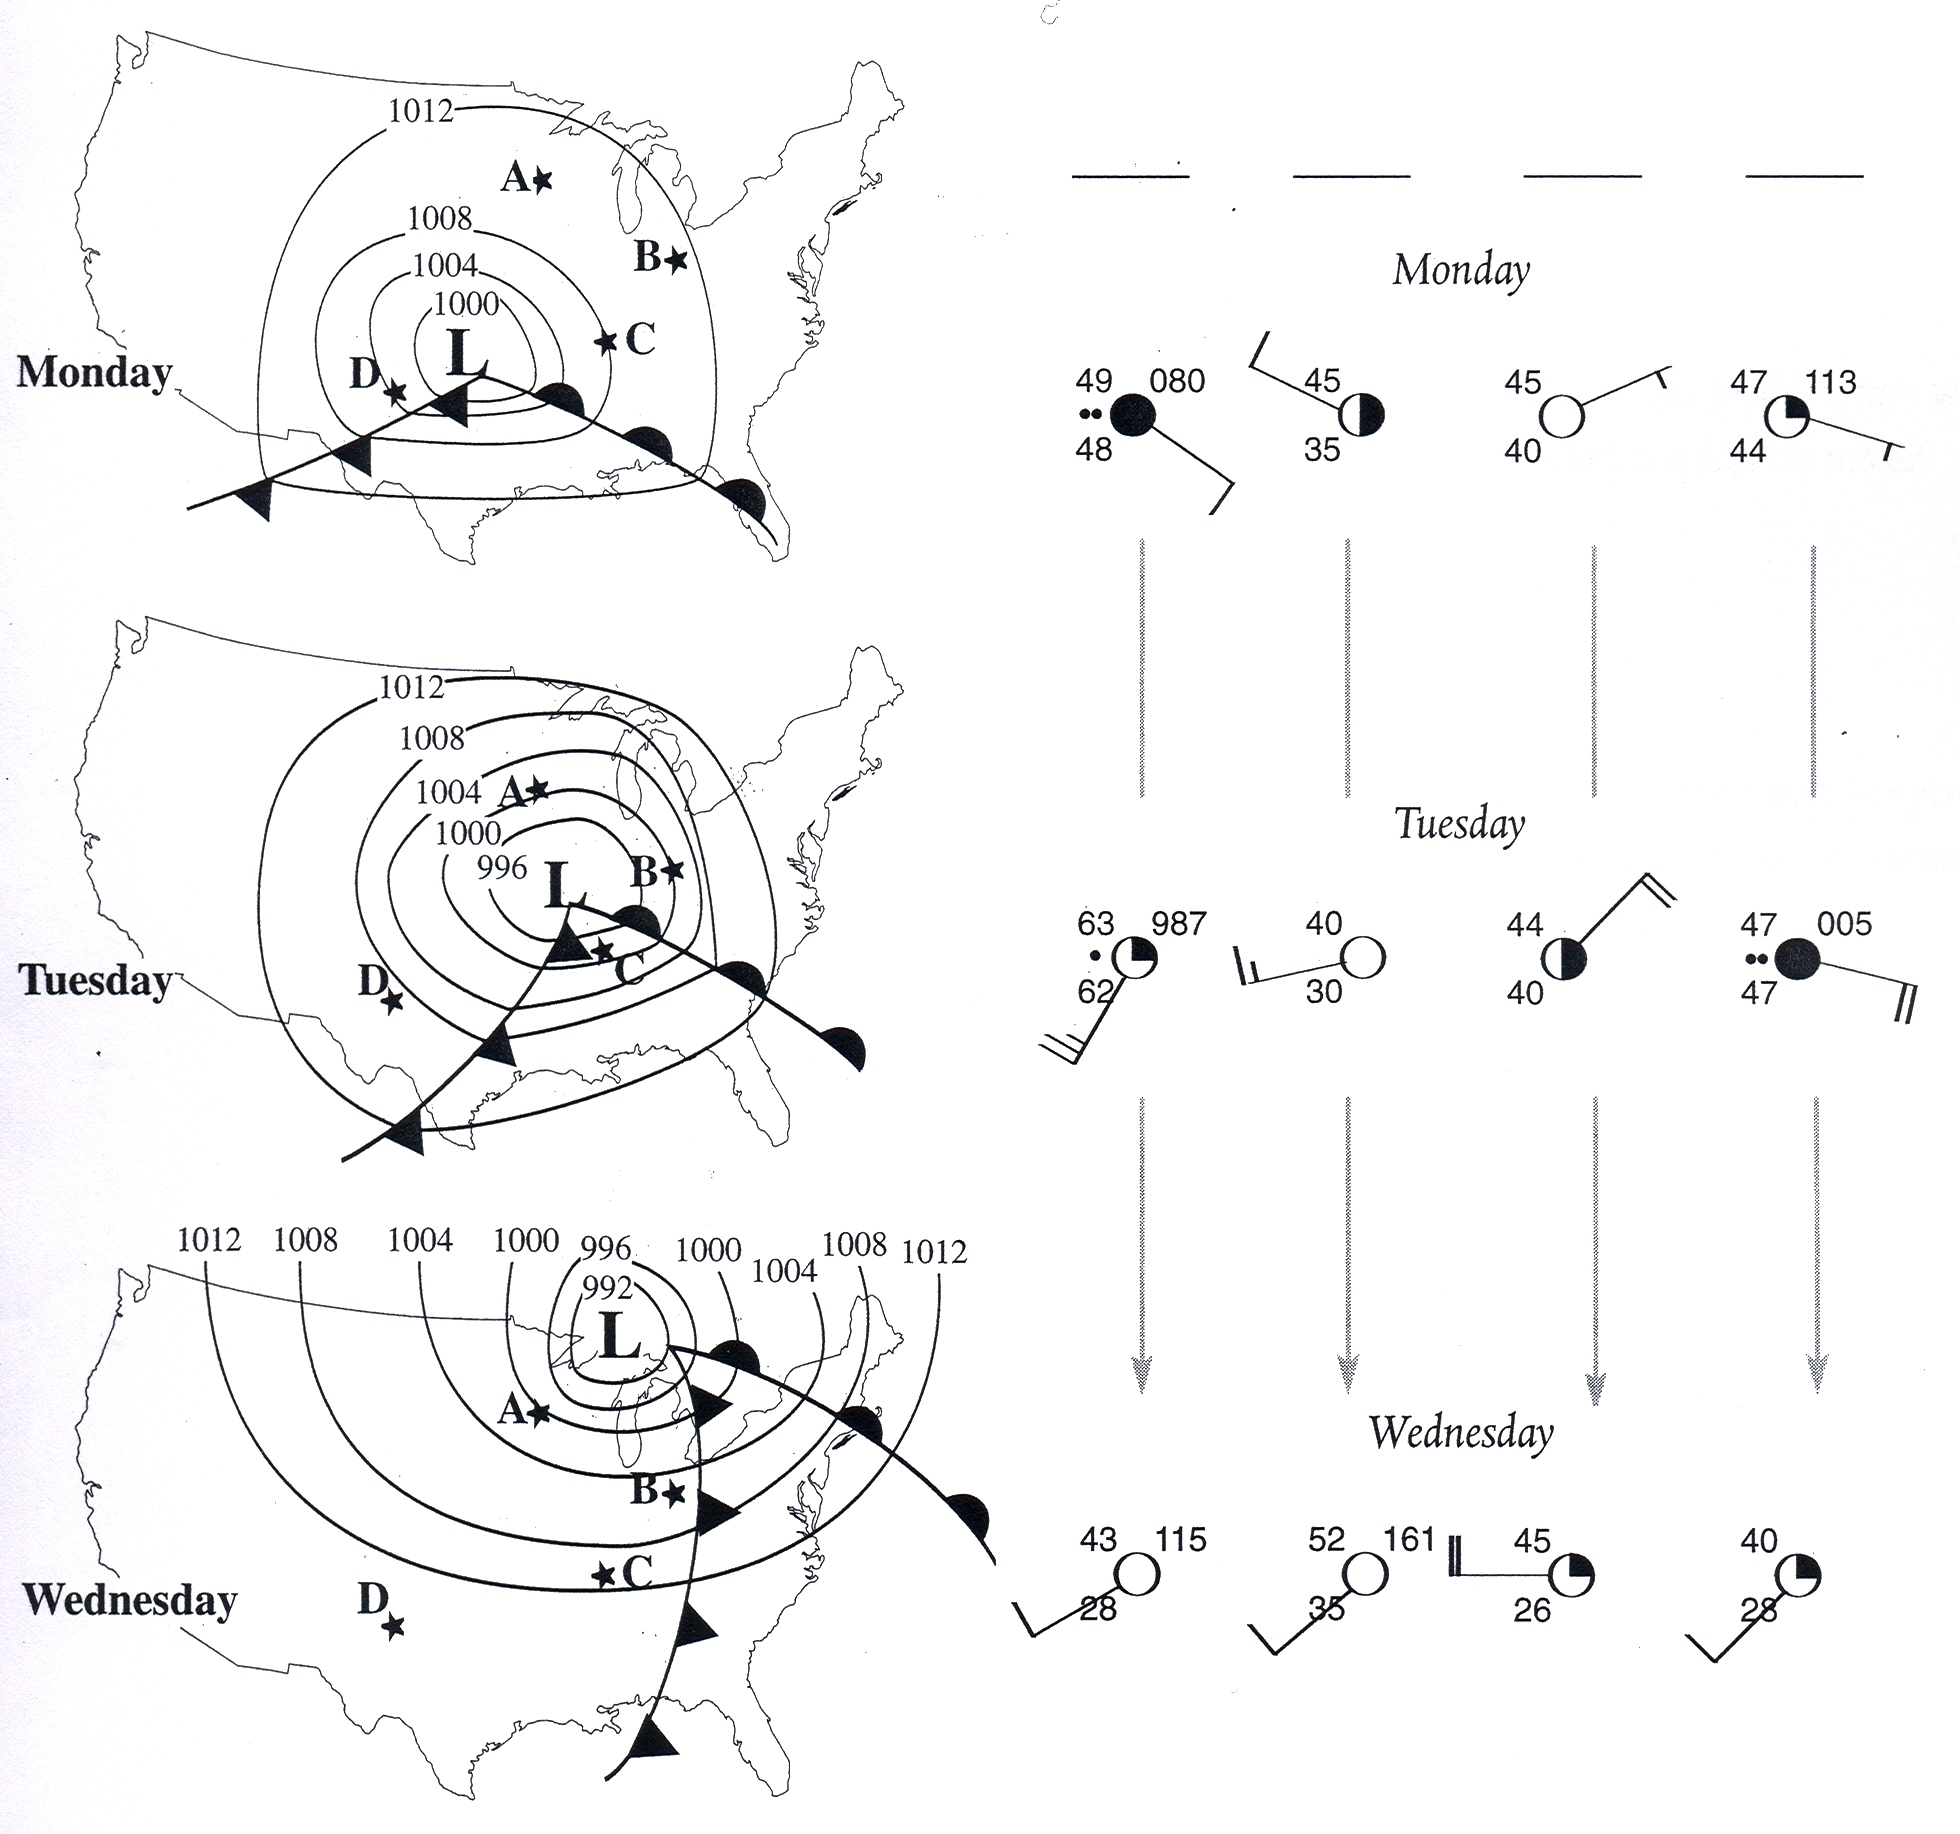 1012
A
1008
B
1004
1000
L
C
D
Monday
Monday
49 080
48
45
35
45
40
47 113
44
1012
1008
1004
A
1000
996
L
B
C
D
Tuesday
Tuesday
63 987
62
40
30
44
40
47 005
47
1012 1008 1004 1000 996 1000 1004 1008 1012
992
L
A
B
C
D
Wednesday
Wednesday
43 115
28
52 161
35
45
26
40
28